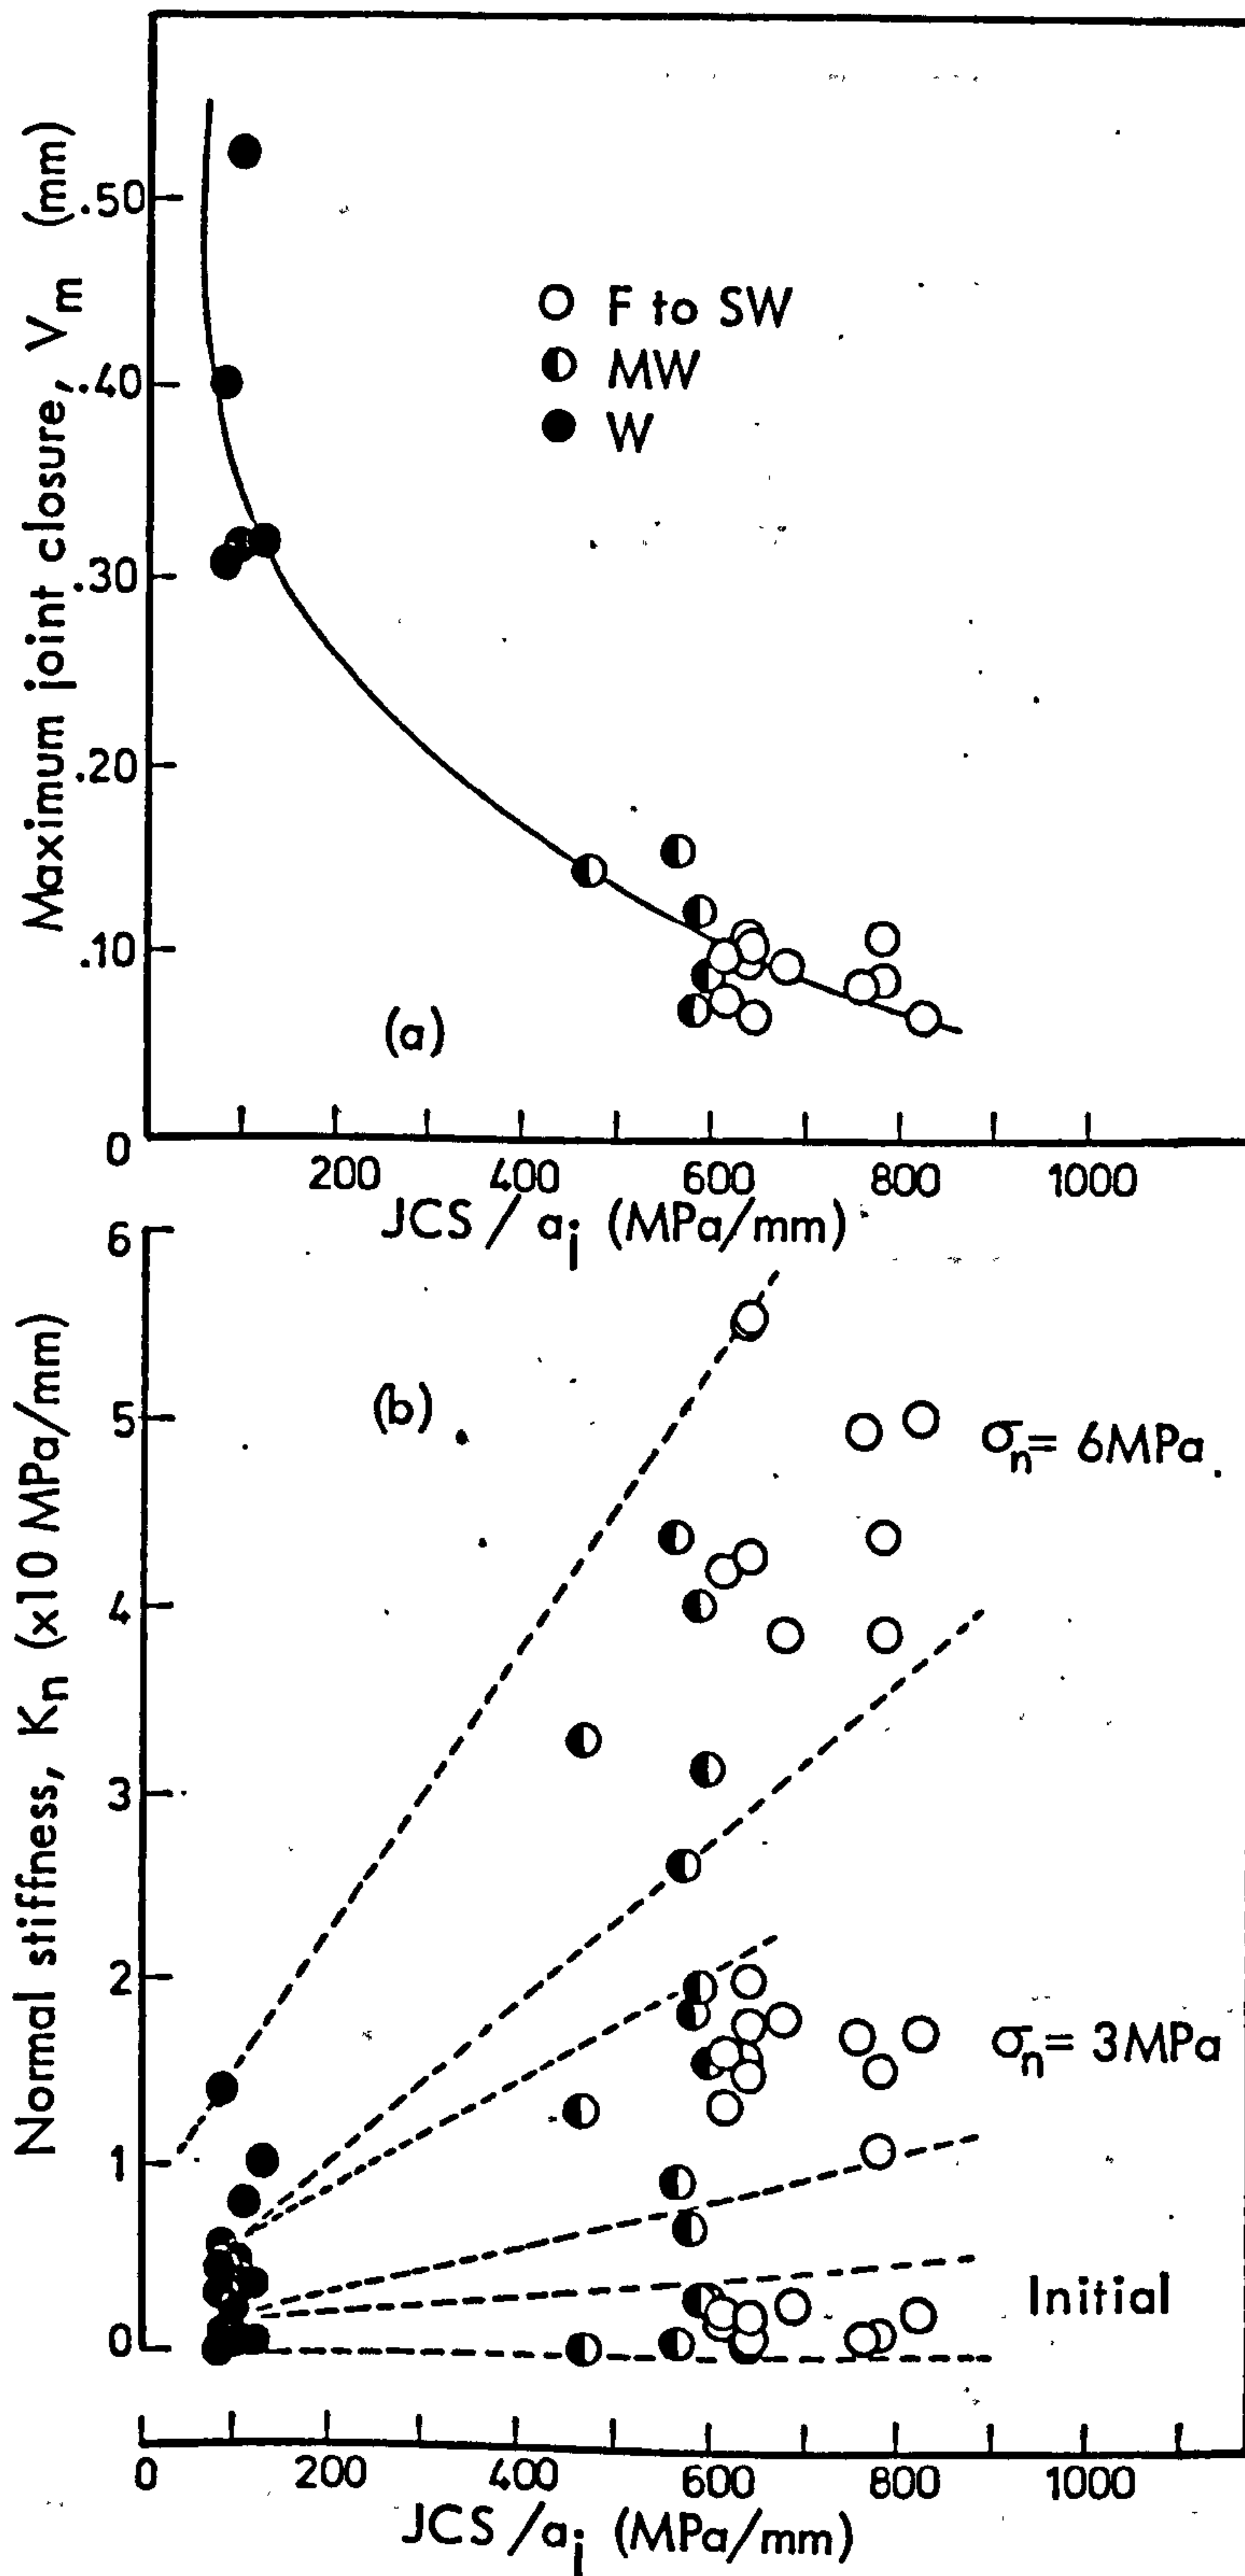 Maximum joint closure, Vm (mm)
.50
.40
.30
.20
.10
0
F to SW
MW
W
(a)
200 400 600 800 1000
JCS / aj (MPa/mm)
Normal stiffness, Kn (x10 MPa/mm)
6
5
4
3
2
1
0
(b)
σn= 6MPa
σn= 3MPa
Initial
0 200 400 600 800 1000
JCS /aj (MPa/mm)